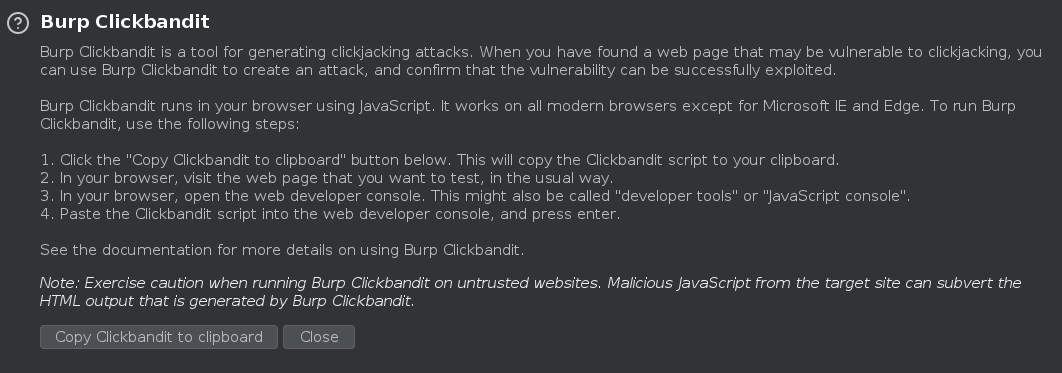 Burp Clickbandit
Burp Clickbandit is a tool for generating clickjacking attacks. When you have found a web page that may be vulnerable to clickjacking, you
can use Burp Clickbandit to create an attack, and confirm that the vulnerability can be successfully exploited.
Burp Clickbandit runs in your browser using JavaScript. It works on all modern browsers except for Microsoft IE and Edge. To run Burp
Clickbandit, use the following steps:
1. Click the "Copy Clickbandit to clipboard" button below. This will copy the Clickbandit script to your clipboard.
2. In your browser, visit the web page that you want to test, in the usual way.
3. In your browser, open the web developer console. This might also be called "developer tools" or "JavaScript console".
4. Paste the Clickbandit script into the web developer console, and press enter.
See the documentation for more details on using Burp Clickbandit.
Note: Exercise caution when running Burp Clickbandit on untrusted websites. Malicious JavaScript from the target site can subvert the
HTML output that is generated by Burp Clickbandit.
Copy Clickbandit to clipboard Close